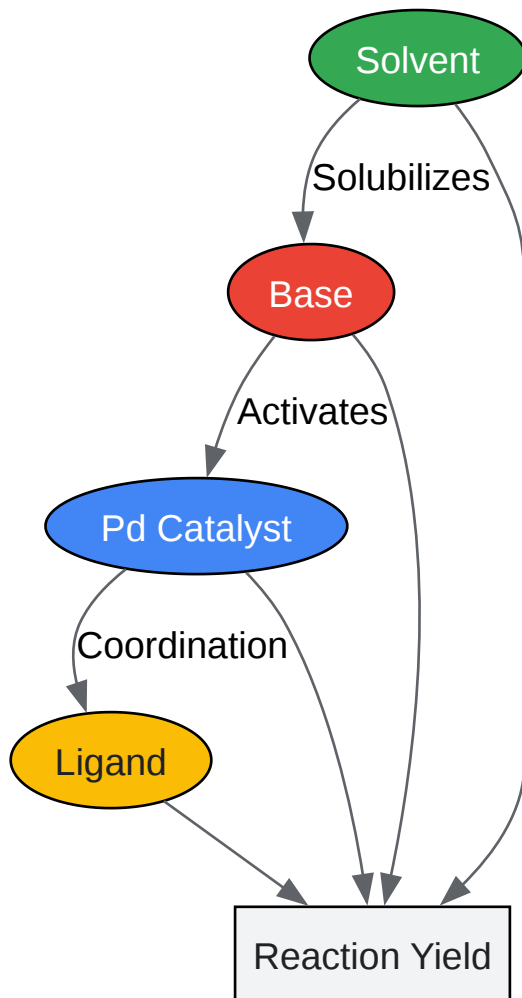 Solvent
Solubilizes
Base
Activates
Pd Catalyst
Coordination
Ligand
Reaction Yield